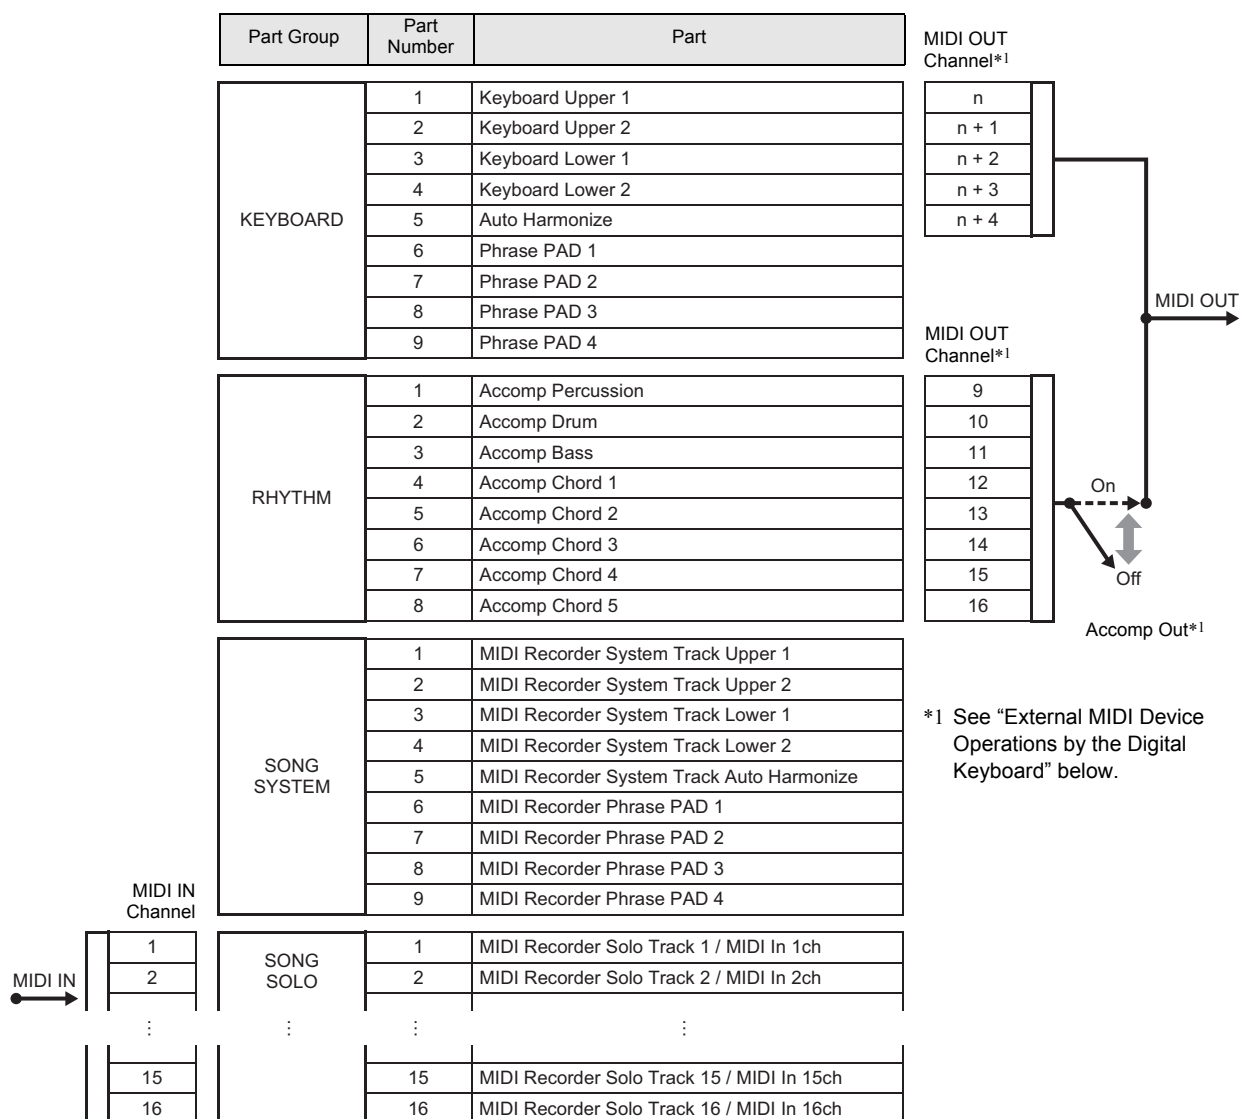 Part Group
Part
Number
Part
MIDI OUT
Channel*1
KEYBOARD
1 Keyboard Upper 1 n
2 Keyboard Upper 2 n + 1
3 Keyboard Lower 1 n + 2
4 Keyboard Lower 2 n + 3
5 Auto Harmonize n + 4
6 Phrase PAD 1
7 Phrase PAD 2
8 Phrase PAD 3
9 Phrase PAD 4
MIDI OUT
MIDI OUT
Channel*1
RHYTHM
1 Accomp Percussion 9
2 Accomp Drum 10
3 Accomp Bass 11
4 Accomp Chord 1 12
5 Accomp Chord 2 13
6 Accomp Chord 3 14
7 Accomp Chord 4 15
8 Accomp Chord 5 16
On
Off
Accomp Out*1
SONG
SYSTEM
1 MIDI Recorder System Track Upper 1
2 MIDI Recorder System Track Upper 2
3 MIDI Recorder System Track Lower 1
4 MIDI Recorder System Track Lower 2
5 MIDI Recorder System Track Auto Harmonize
6 MIDI Recorder Phrase PAD 1
7 MIDI Recorder Phrase PAD 2
8 MIDI Recorder Phrase PAD 3
9 MIDI Recorder Phrase PAD 4
*1 See “External MIDI Device
Operations by the Digital
Keyboard” below.
MIDI IN
Channel
MIDI IN
SONG
SOLO
1 1 MIDI Recorder Solo Track 1 / MIDI In 1ch
2 2 MIDI Recorder Solo Track 2 / MIDI In 2ch
⋮ ⋮ ⋮ ⋮
15 15 MIDI Recorder Solo Track 15 / MIDI In 15ch
16 16 MIDI Recorder Solo Track 16 / MIDI In 16ch